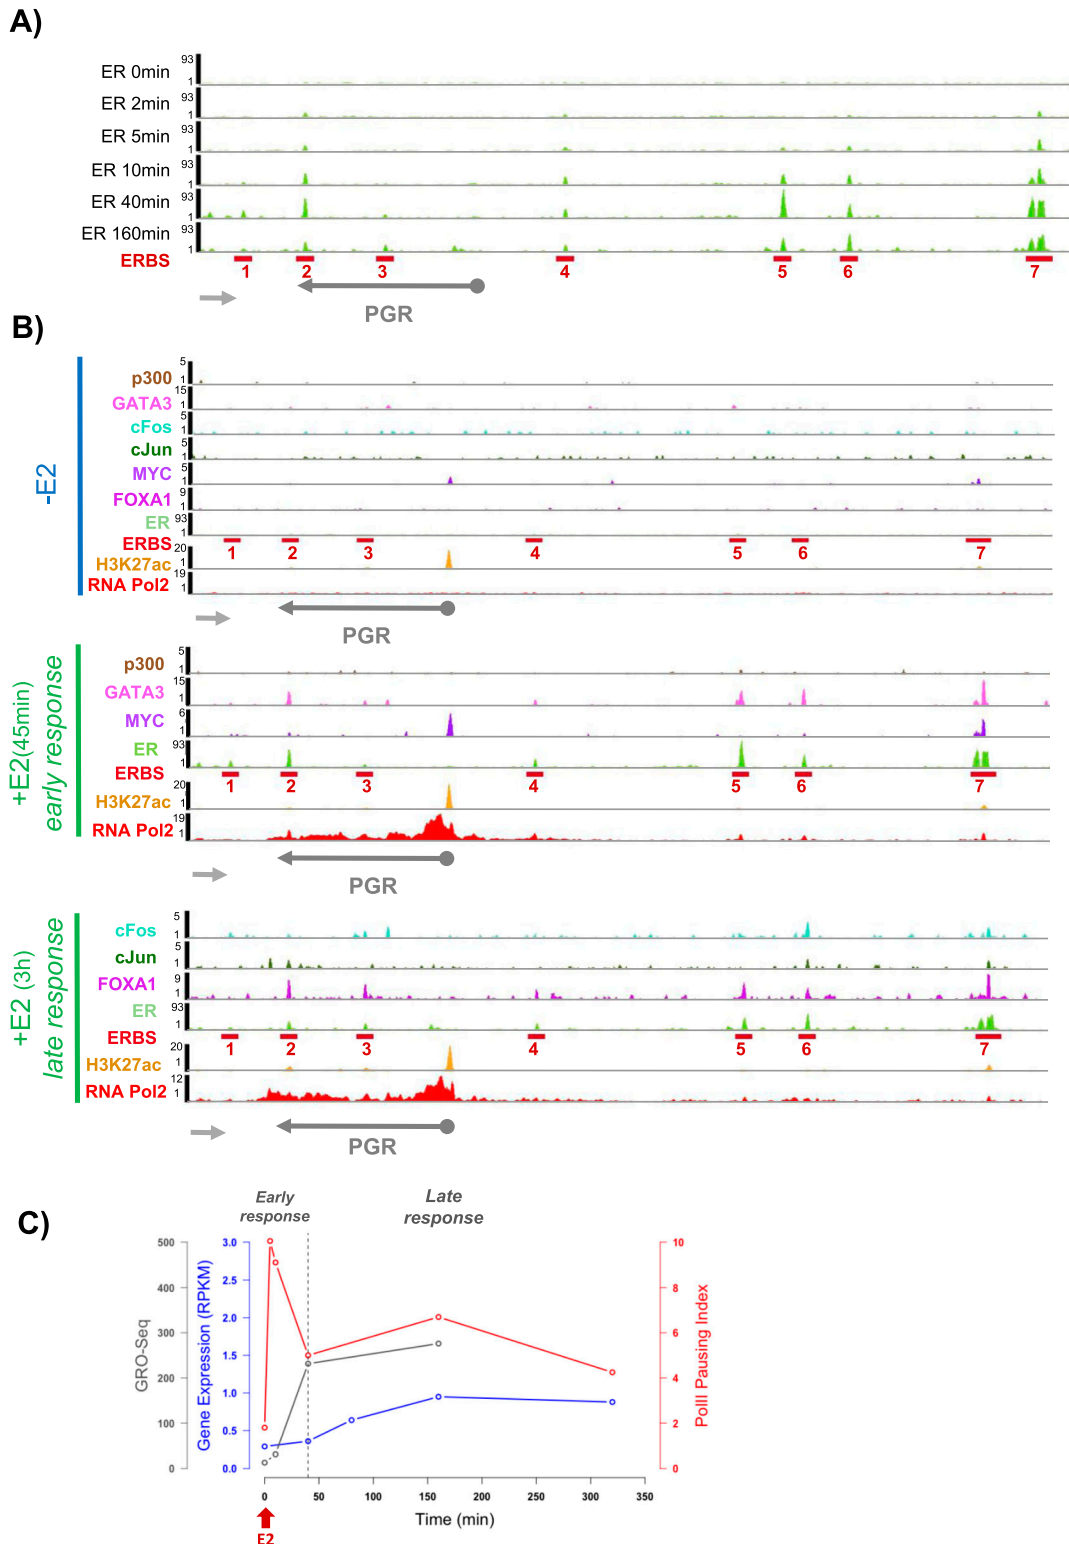 A)
ER 0min 93 1
ER 2min 93 1
ER 5min 93 1
ER 10min 93 1
ER 40min 93 1
ER 160min 93 1
ERBS
1 2 3 4 5 6 7
PGR
B)
-E2
p300 5 1
GATA3 15 1
cFos 5 1
cJun 5 1
MYC 5 1
FOXA1 9 1
ER 93 1
ERBS
1 2 3 4 5 6 7
H3K27ac 20 1
RNA Pol2 19 1
PGR
+E2(45min)
early response
p300 5 1
GATA3 15 1
MYC 6 1
ER 93 1
ERBS
1 2 3 4 5 6 7
H3K27ac 20 1
RNA Pol2 19 1
PGR
+E2 (3h)
late response
cFos 5 1
cJun 5 1
FOXA1 9 1
ER 93 1
ERBS
1 2 3 4 5 6 7
H3K27ac 20 1
RNA Pol2 12 1
PGR
C)
Early
response
Late
response
GRO-Seq
500
400
300
200
100
0
Gene Expression (RPKM)
3.0
2.5
2.0
1.5
1.0
0.5
0.0
PolII Pausing Index
10
8
6
4
2
0
0 50 100 150 200 250 300 350
Time (min)
E2